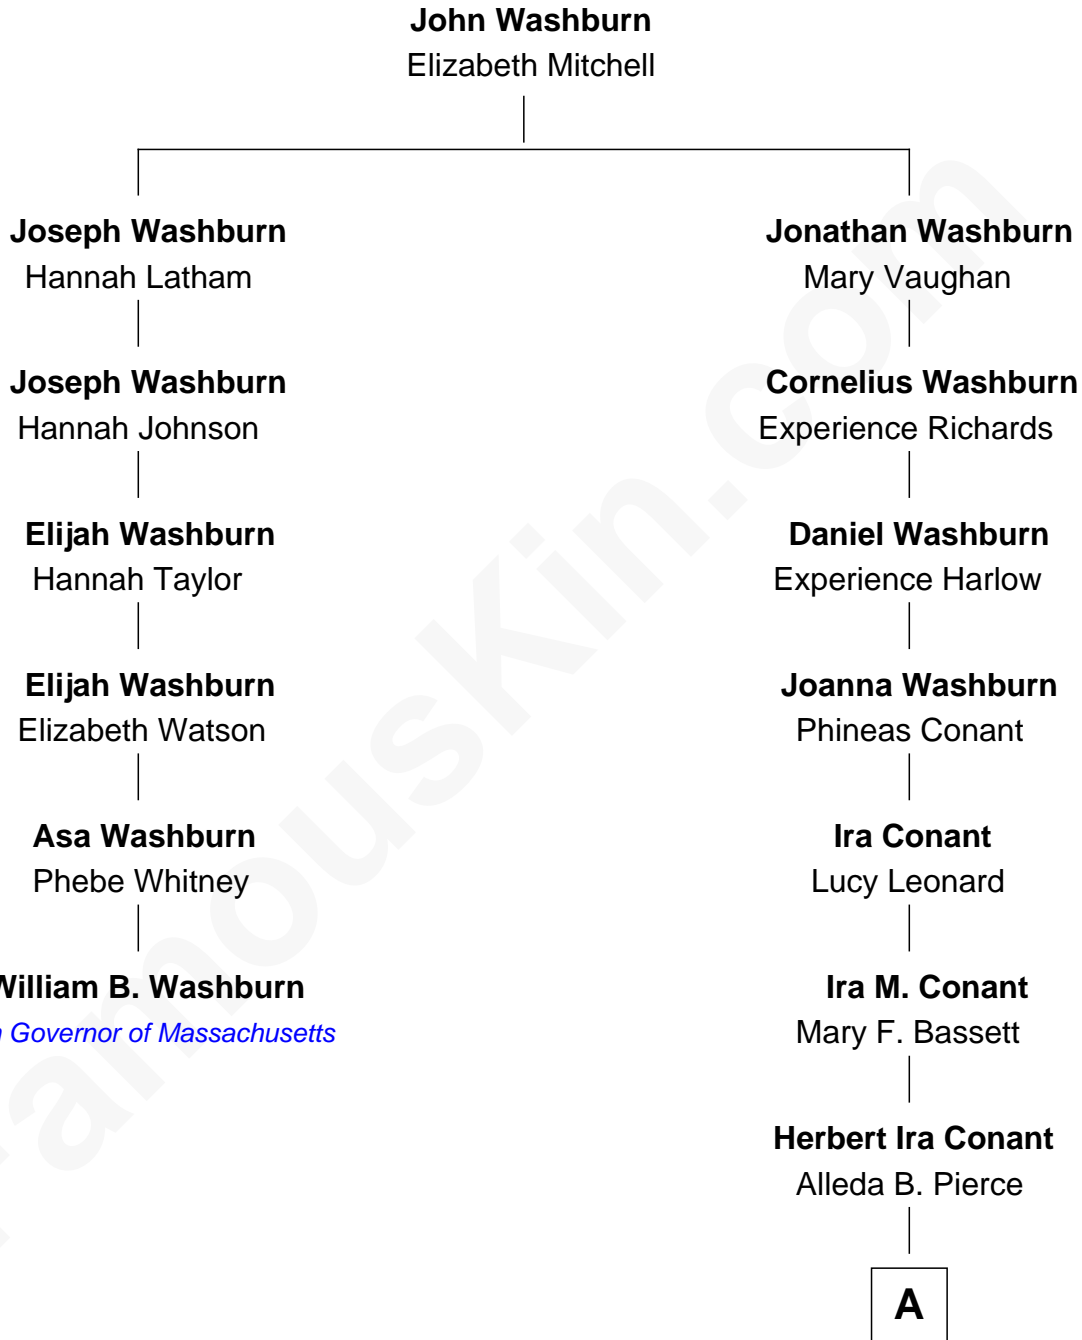 John Washburn
Elizabeth Mitchell
Joseph Washburn
Hannah Latham
Joseph Washburn
Hannah Johnson
Elijah Washburn
Hannah Taylor
Elijah Washburn
Elizabeth Watson
Asa Washburn
Phebe Whitney
William B. Washburn
Governor of Massachusetts
Jonathan Washburn
Mary Vaughan
Cornelius Washburn
Experience Richards
Daniel Washburn
Experience Harlow
Joanna Washburn
Phineas Conant
Ira Conant
Lucy Leonard
Ira M. Conant
Mary F. Bassett
Herbert Ira Conant
Alleda B. Pierce
A
FamousKin.com